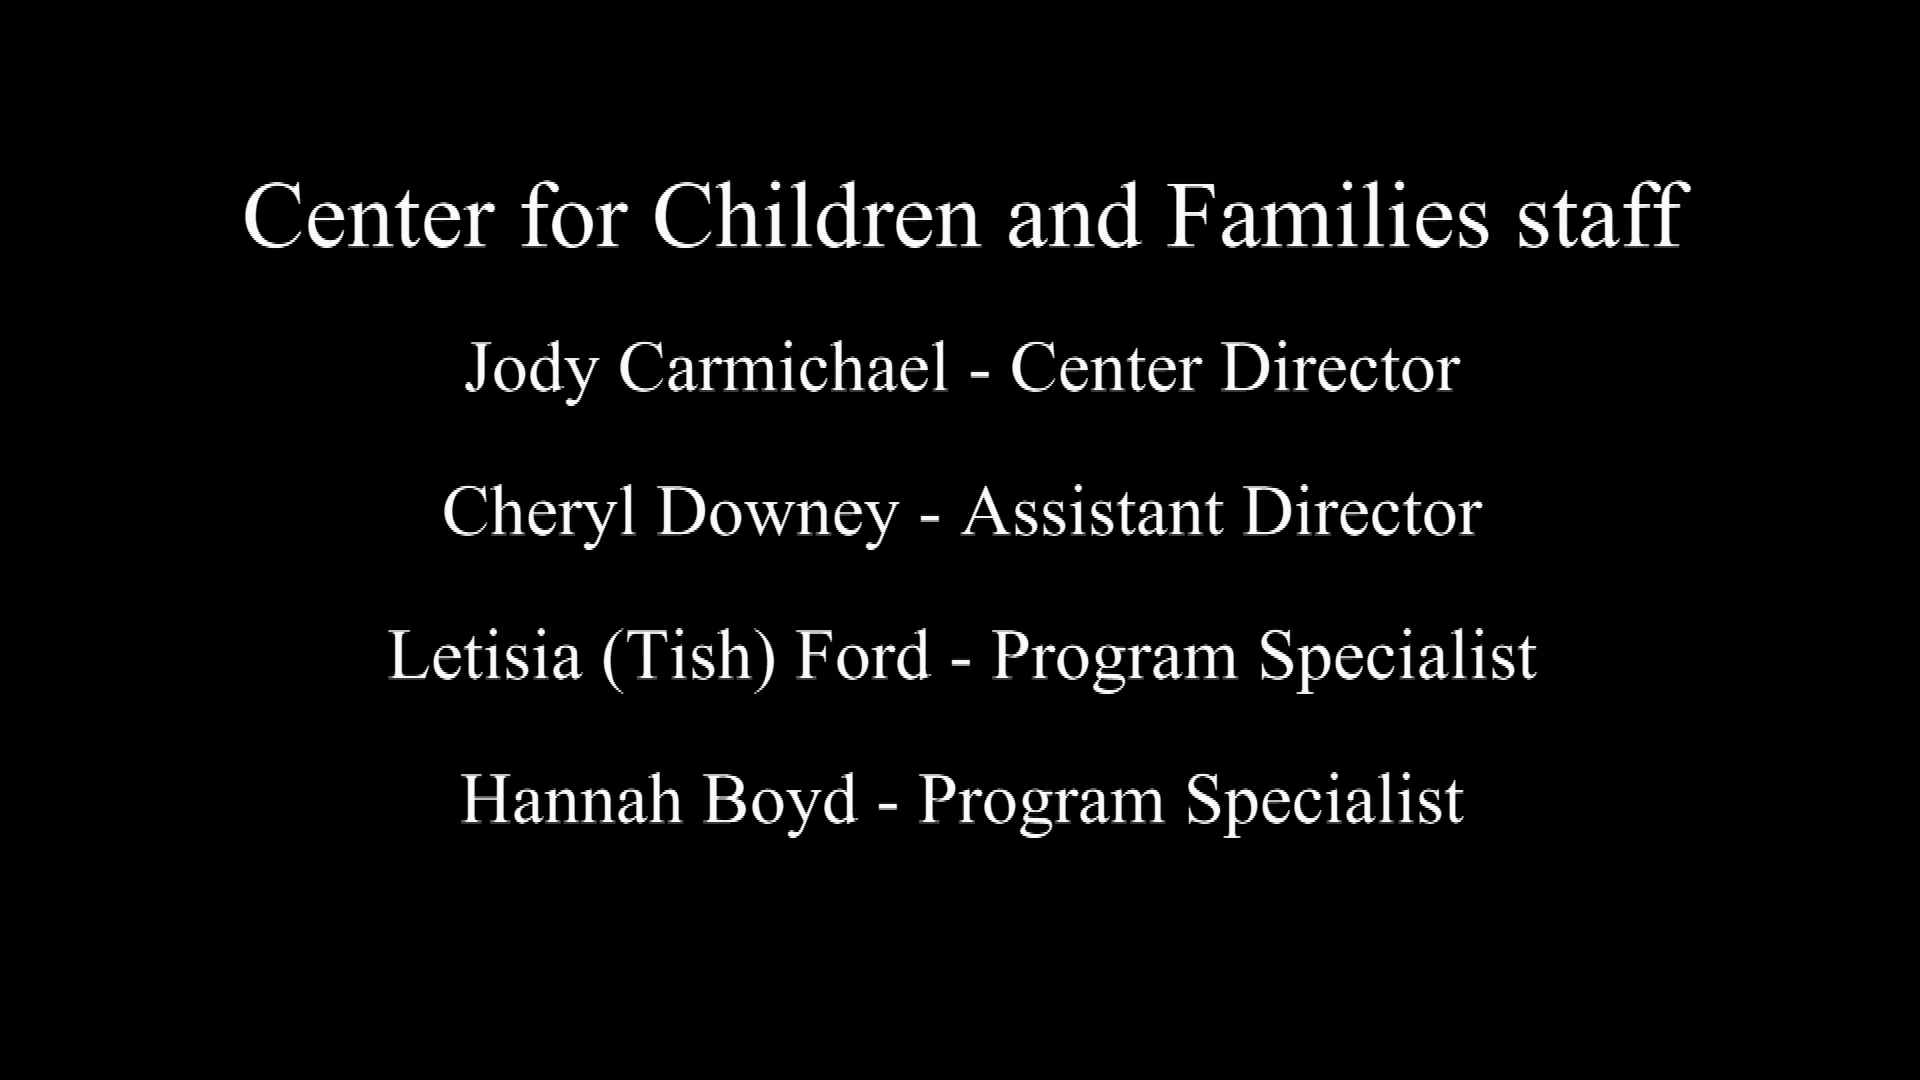 Center for Children and Families staff
Jody Carmichael - Center Director
Cheryl Downey - Assistant Director
Letisia (Tish) Ford - Program Specialist
Hannah Boyd - Program Specialist